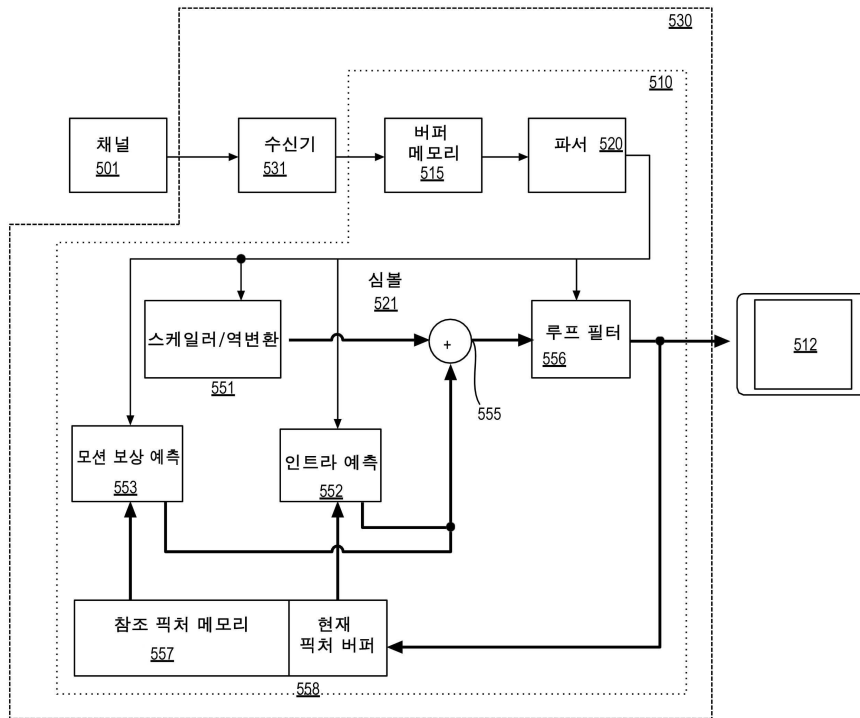 530
510
채널
501
수신기
531
버퍼
메모리
515
파서 520
심볼
521
스케일러/역변환
551
+
555
루프 필터
556
512
모션 보상 예측
553
인트라 예측
552
참조 픽처 메모리
557
현재
픽처 버퍼
558